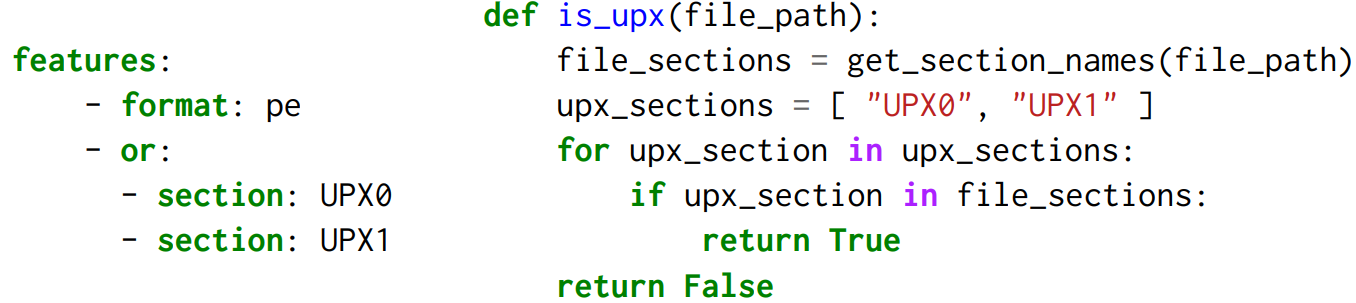 features:
    - format: pe
    - or:
      - section: UPX0
      - section: UPX1
def is_upx(file_path):
    file_sections = get_section_names(file_path)
    upx_sections = [ "UPX0", "UPX1" ]
    for upx_section in upx_sections:
        if upx_section in file_sections:
            return True
    return False